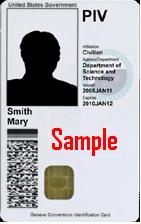 United States Government
PIV
Affiliation
Civilian
Agency/Department
Department of
Science and
Technology
Issued
2005JAN11
Expires
2010JAN12
Smith
Mary
Sample
Geneva Conventions Identification Card